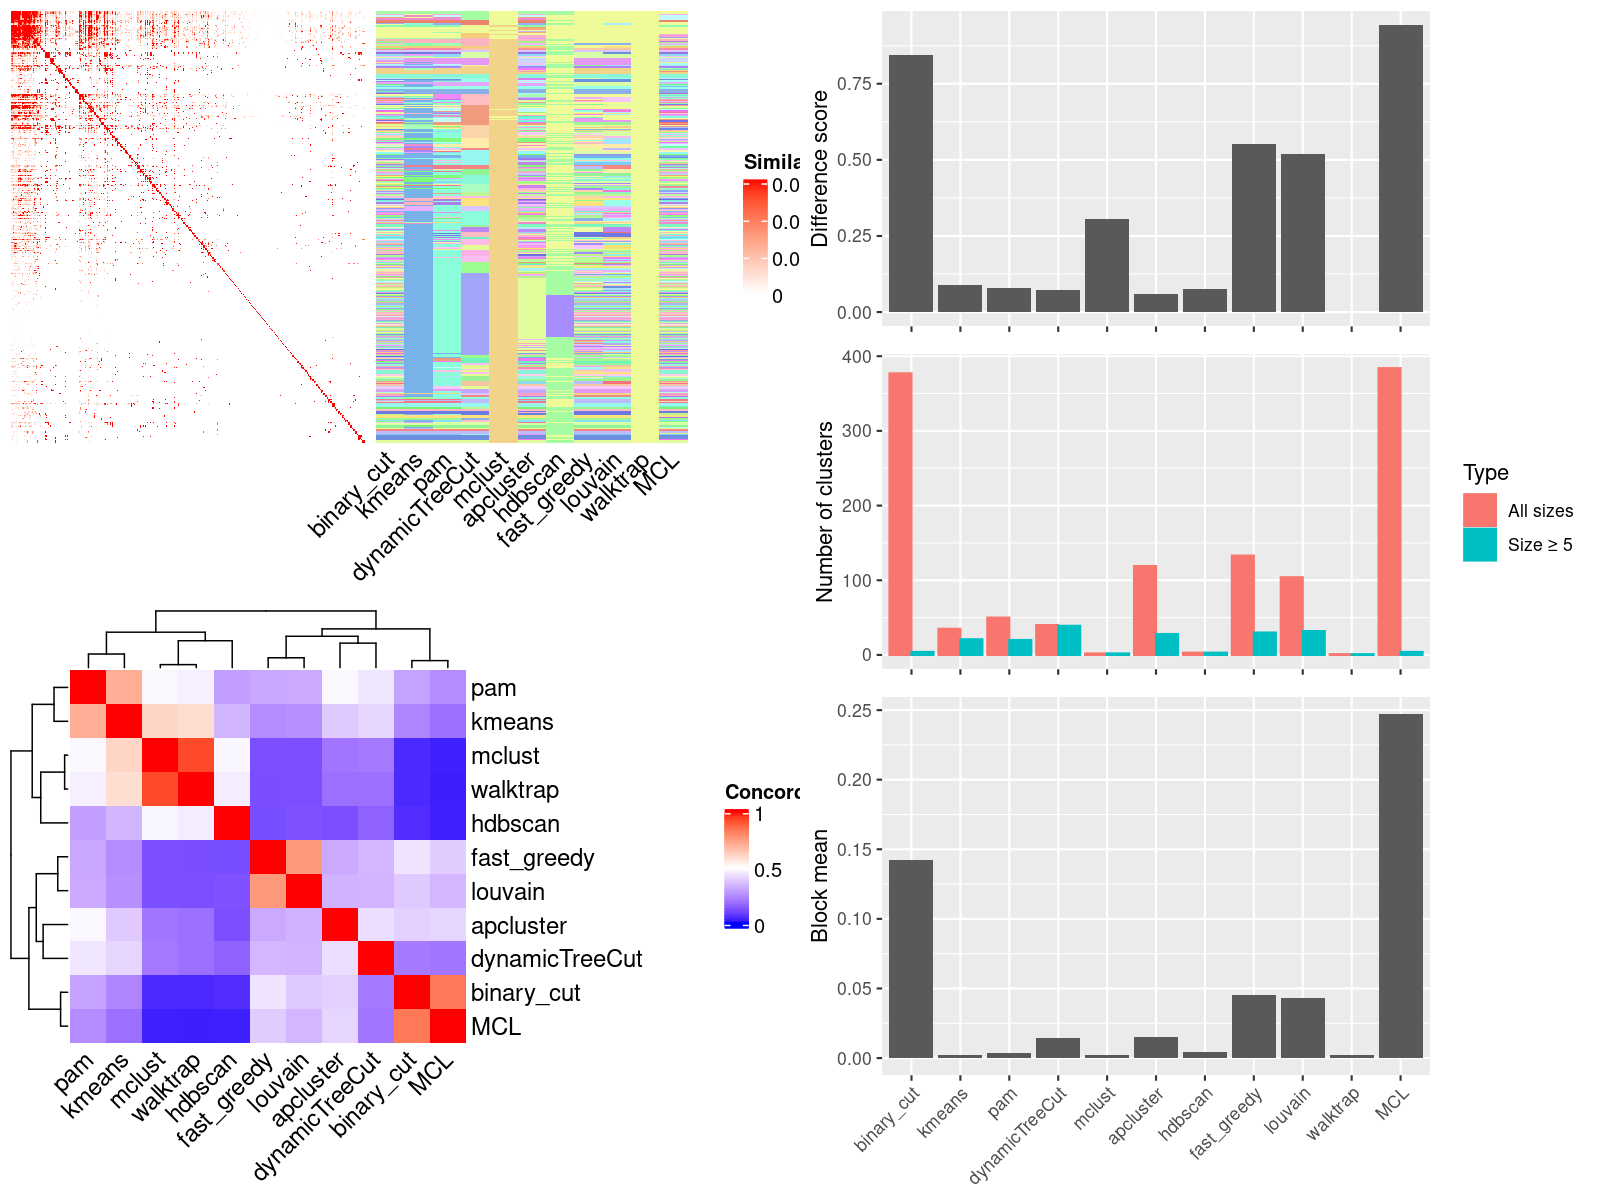 Simila
0.0
0.0
0.0
0
binary_cut
kmeans
pam
dynamicTreeCut
mclust
apcluster
hdbscan
fast_greedy
louvain
walktrap
MCL
Difference score
0.75
0.50
0.25
0.00
Number of clusters
400
300
200
100
0
Type
All sizes
Size ≥ 5
pam
kmeans
mclust
walktrap
hdbscan
fast_greedy
louvain
apcluster
dynamicTreeCut
binary_cut
MCL
pam
kmeans
mclust
walktrap
hdbscan
fast_greedy
louvain
apcluster
dynamicTreeCut
binary_cut
MCL
Concord
1
0.5
0
Block mean
0.25
0.20
0.15
0.10
0.05
0.00
binary_cut
kmeans
pam
dynamicTreeCut
mclust
apcluster
hdbscan
fast_greedy
louvain
walktrap
MCL